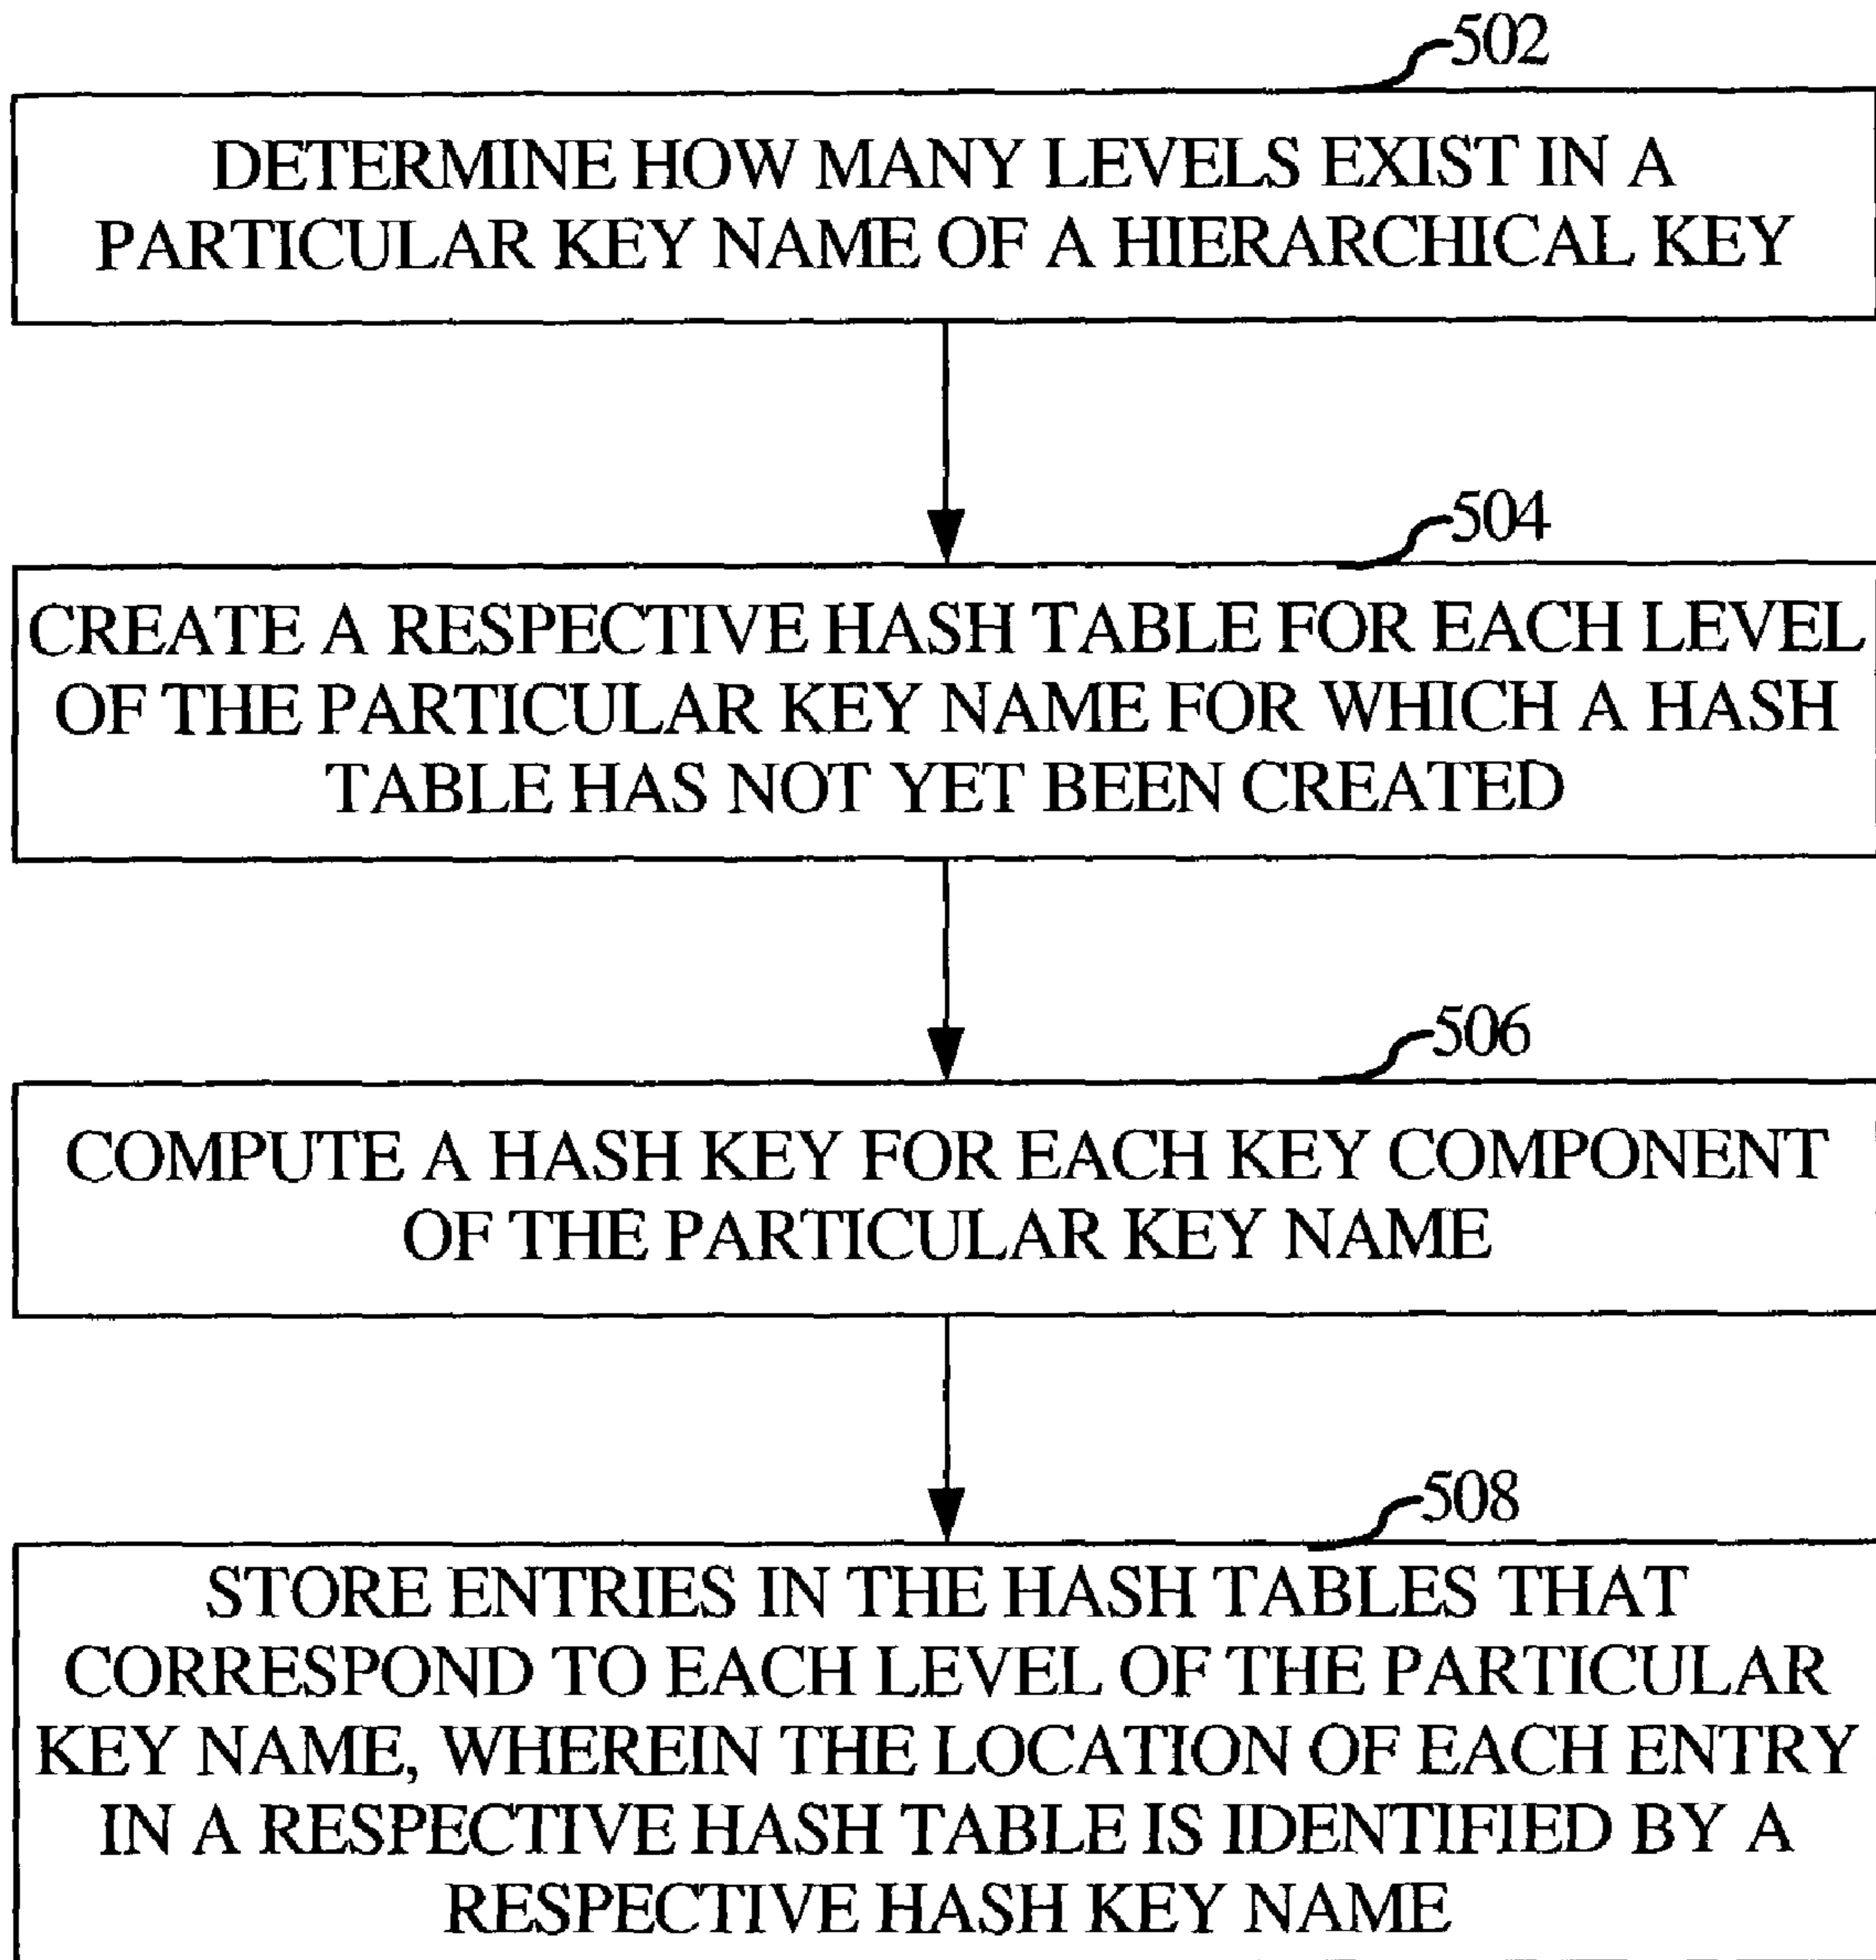 502
DETERMINE HOW MANY LEVELS EXIST IN A
PARTICULAR KEY NAME OF A HIERARCHICAL KEY
504
CREATE A RESPECTIVE HASH TABLE FOR EACH LEVEL
OF THE PARTICULAR KEY NAME FOR WHICH A HASH
TABLE HAS NOT YET BEEN CREATED
506
COMPUTE A HASH KEY FOR EACH KEY COMPONENT
OF THE PARTICULAR KEY NAME
508
STORE ENTRIES IN THE HASH TABLES THAT
CORRESPOND TO EACH LEVEL OF THE PARTICULAR
KEY NAME, WHEREIN THE LOCATION OF EACH ENTRY
IN A RESPECTIVE HASH TABLE IS IDENTIFIED BY A
RESPECTIVE HASH KEY NAME